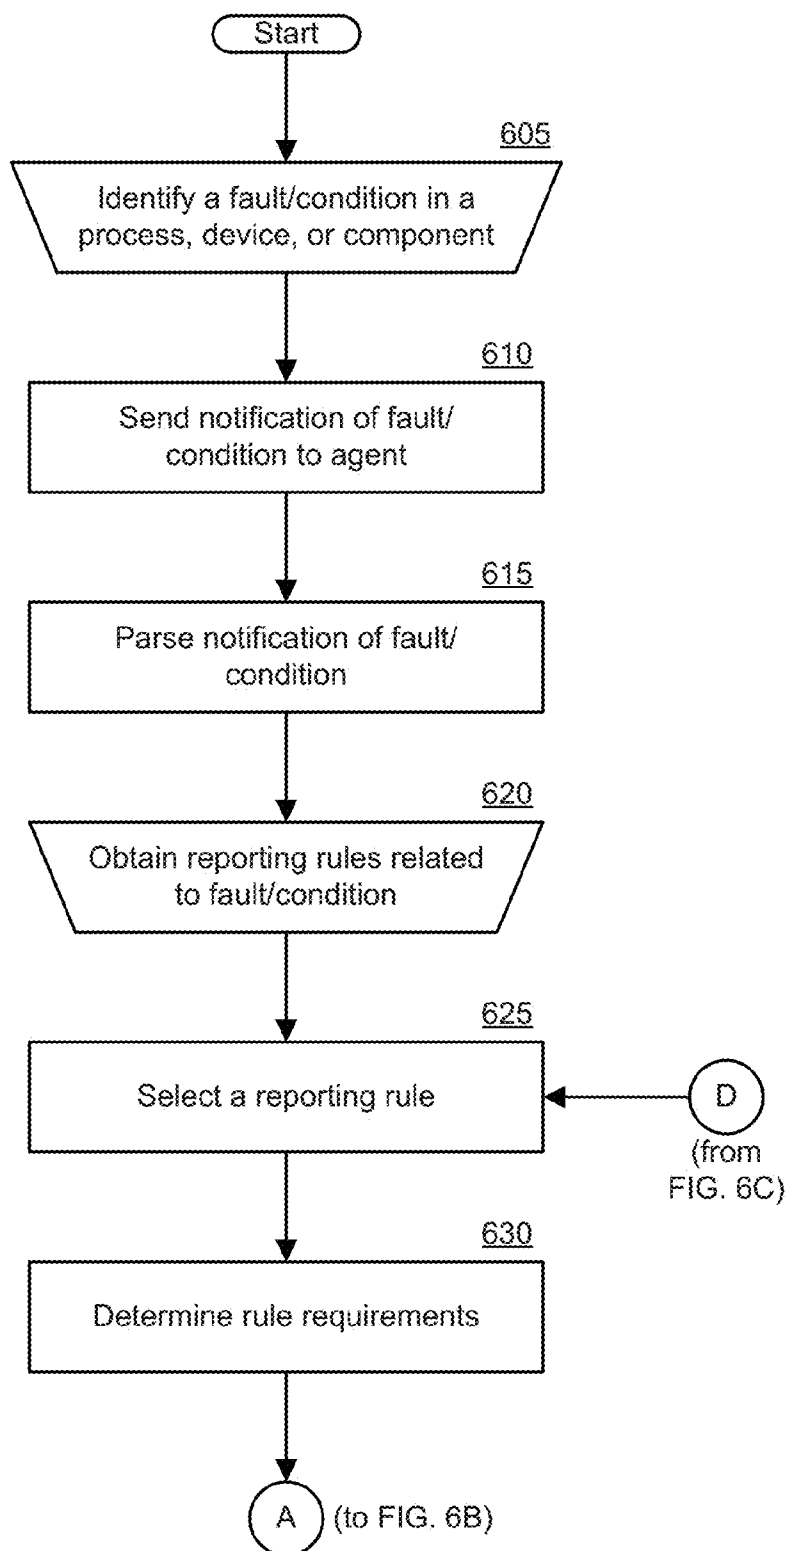 Start
605
Identify a fault/condition in a
process, device, or component
610
Send notification of fault/
condition to agent
615
Parse notification of fault/
condition
620
Obtain reporting rules related
to fault/condition
625
Select a reporting rule
D
(from
FIG. 6C)
630
Determine rule requirements
A (to FIG. 6B)